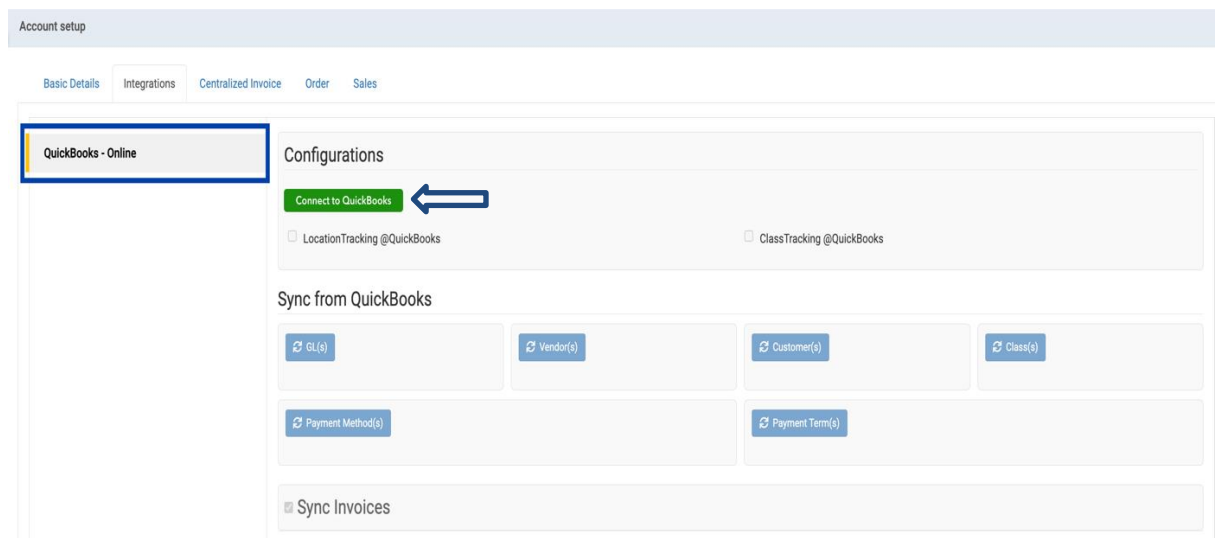 Account setup
Basic Details Integrations Centralized Invoice Order Sales
QuickBooks - Online
Configurations
Connect to QuickBooks
LocationTracking @QuickBooks ClassTracking @QuickBooks
Sync from QuickBooks
GL(s) Vendor(s) Customer(s) Class(s)
Payment Method(s) Payment Term(s)
Sync Invoices